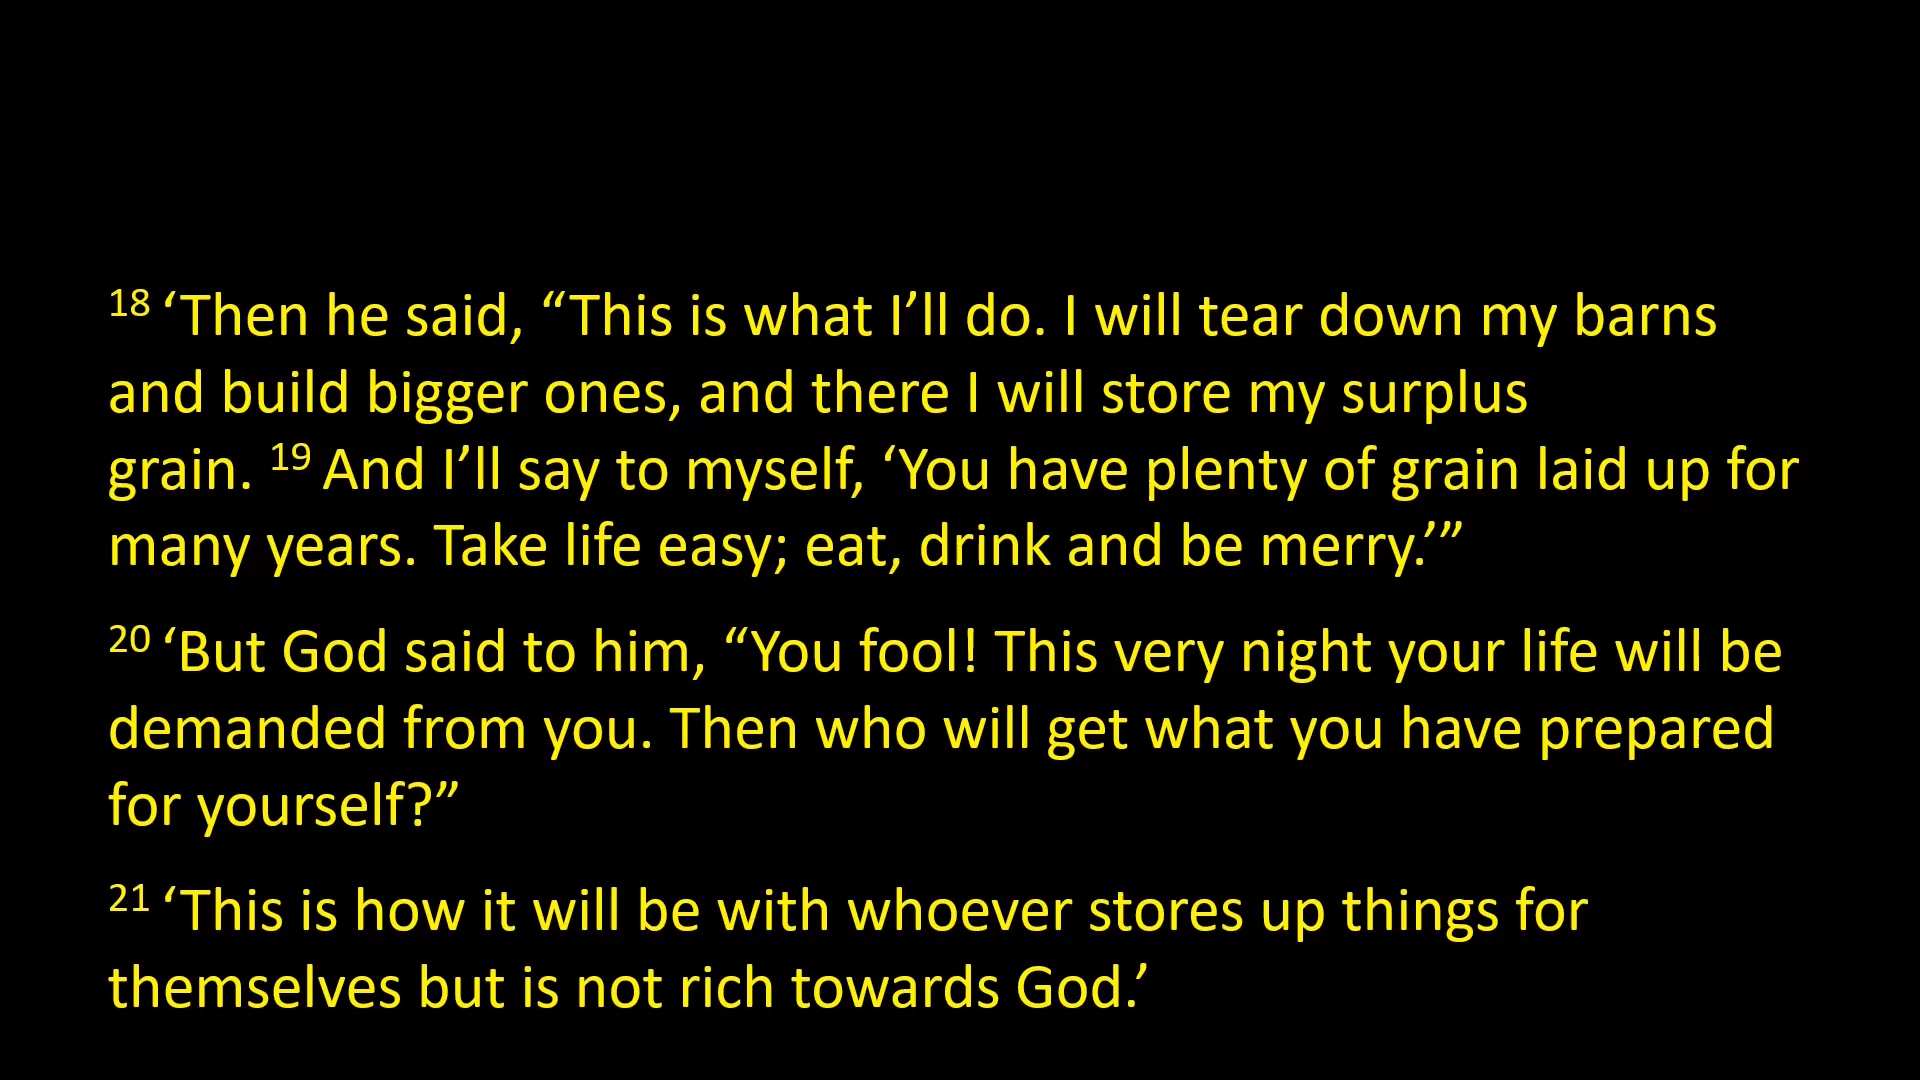 18 ‘Then he said, “This is what I’ll do. I will tear down my barns
and build bigger ones, and there I will store my surplus
grain. 19 And I’ll say to myself, ‘You have plenty of grain laid up for
many years. Take life easy; eat, drink and be merry.’”
20 ‘But God said to him, “You fool! This very night your life will be
demanded from you. Then who will get what you have prepared
for yourself?”
21 ‘This is how it will be with whoever stores up things for
themselves but is not rich towards God.’